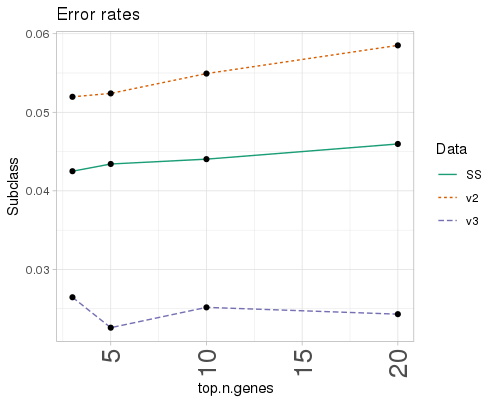 Error rates
0.06
0.05
0.04
0.03
Subclass
5
10
15
20
top.n.genes
Data
SS
v2
v3